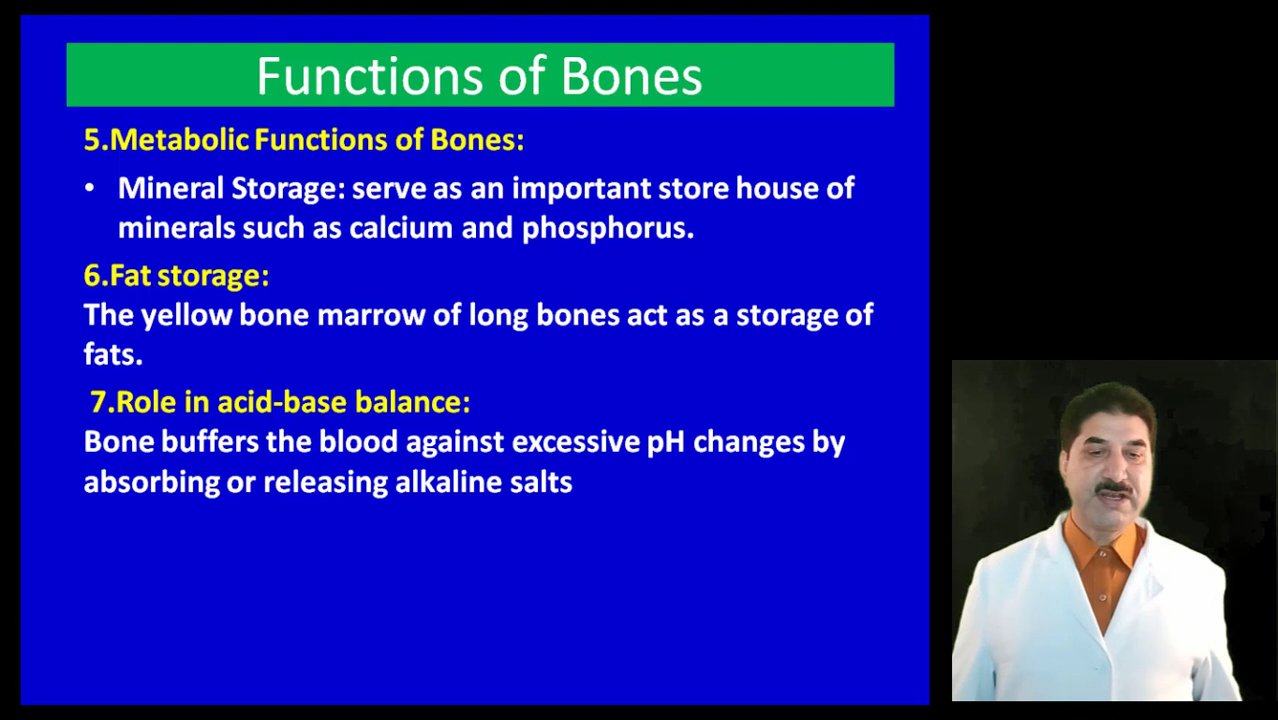 Functions of Bones
5.Metabolic Functions of Bones:
• Mineral Storage: serve as an important store house of
minerals such as calcium and phosphorus.
6.Fat storage:
The yellow bone marrow of long bones act as a storage of
fats.
7.Role in acid-base balance:
Bone buffers the blood against excessive pH changes by
absorbing or releasing alkaline salts